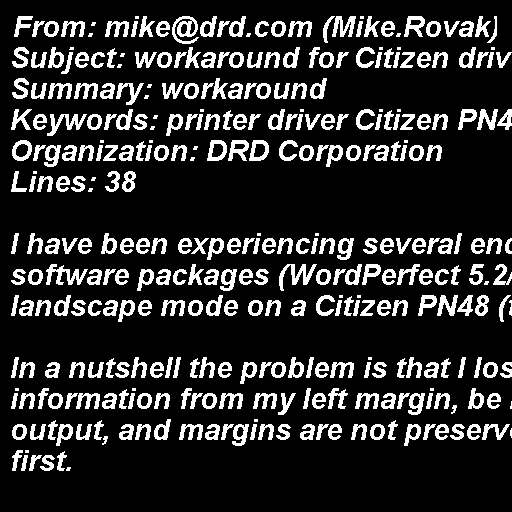 From: mike@drd.com (Mike.Rovak)
Subject: workaround for Citizen driv
Summary: workaround
Keywords: printer driver Citizen PN4
Organization: DRD Corporation
Lines: 38
I have been experiencing several end
software packages (WordPerfect 5.2/
landscape mode on a Citizen PN48 (t
In a nutshell the problem is that I los
information from my left margin, be
output, and margins are not preserve
first.